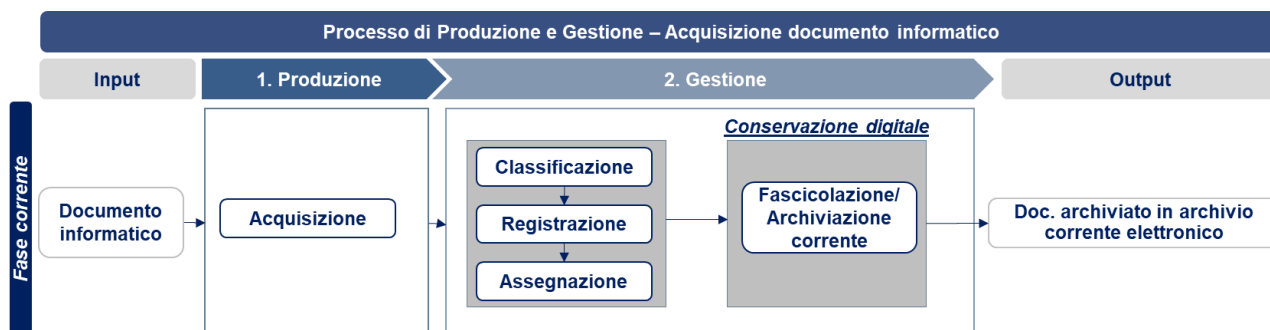 Processo di Produzione e Gestione – Acquisizione documento informatico
Input
1. Produzione
2. Gestione
Output
Fase corrente
Documento
informatico
Acquisizione
Classificazione
Registrazione
Assegnazione
Conservazione digitale
Fascicolazione/
Archiviazione
corrente
Doc. archiviato in archivio
corrente elettronico